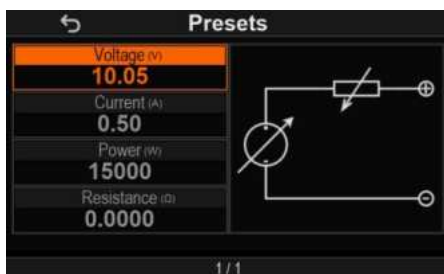 Presets
Voltage (V)
10.05
Current (A)
0.50
Power (W)
15000
Resistance (Ω)
0.0000
1/1